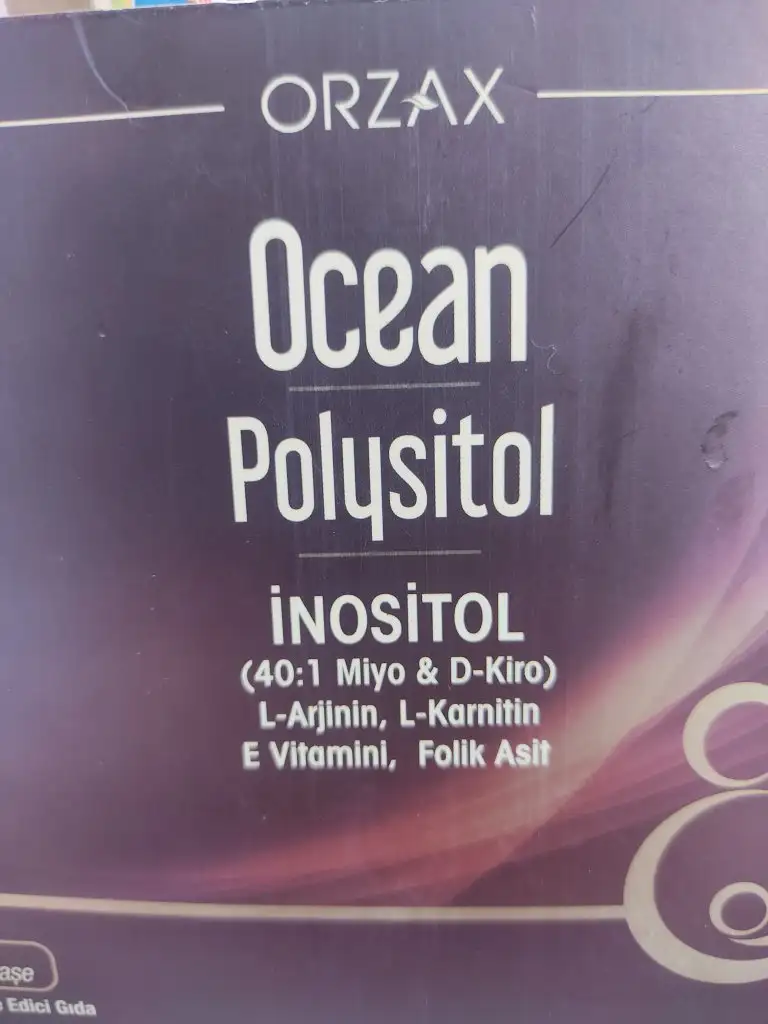 ORZAX
Ocean
Polysitol
İNOSİTOL
(40:1 Miyo & D-Kiro)
L-Arjinin, L-Karnitin
E Vitamini, Folik Asit
Edici Gıda